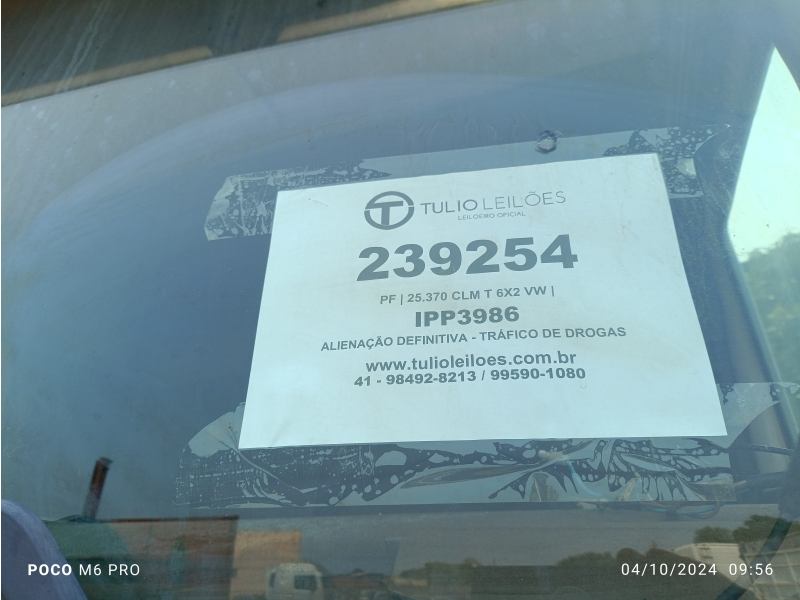 TULIO LEILÕES
LEILOEIRO OFICIAL
239254
PF | 25.370 CLM T 6X2 VW |
IPP3986
ALIENAÇÃO DEFINITIVA - TRÁFICO DE DROGAS
www.tulioleiloes.com.br
41 - 98492-8213 / 99590-1080
POCO M6 PRO
04/10/2024 09:56